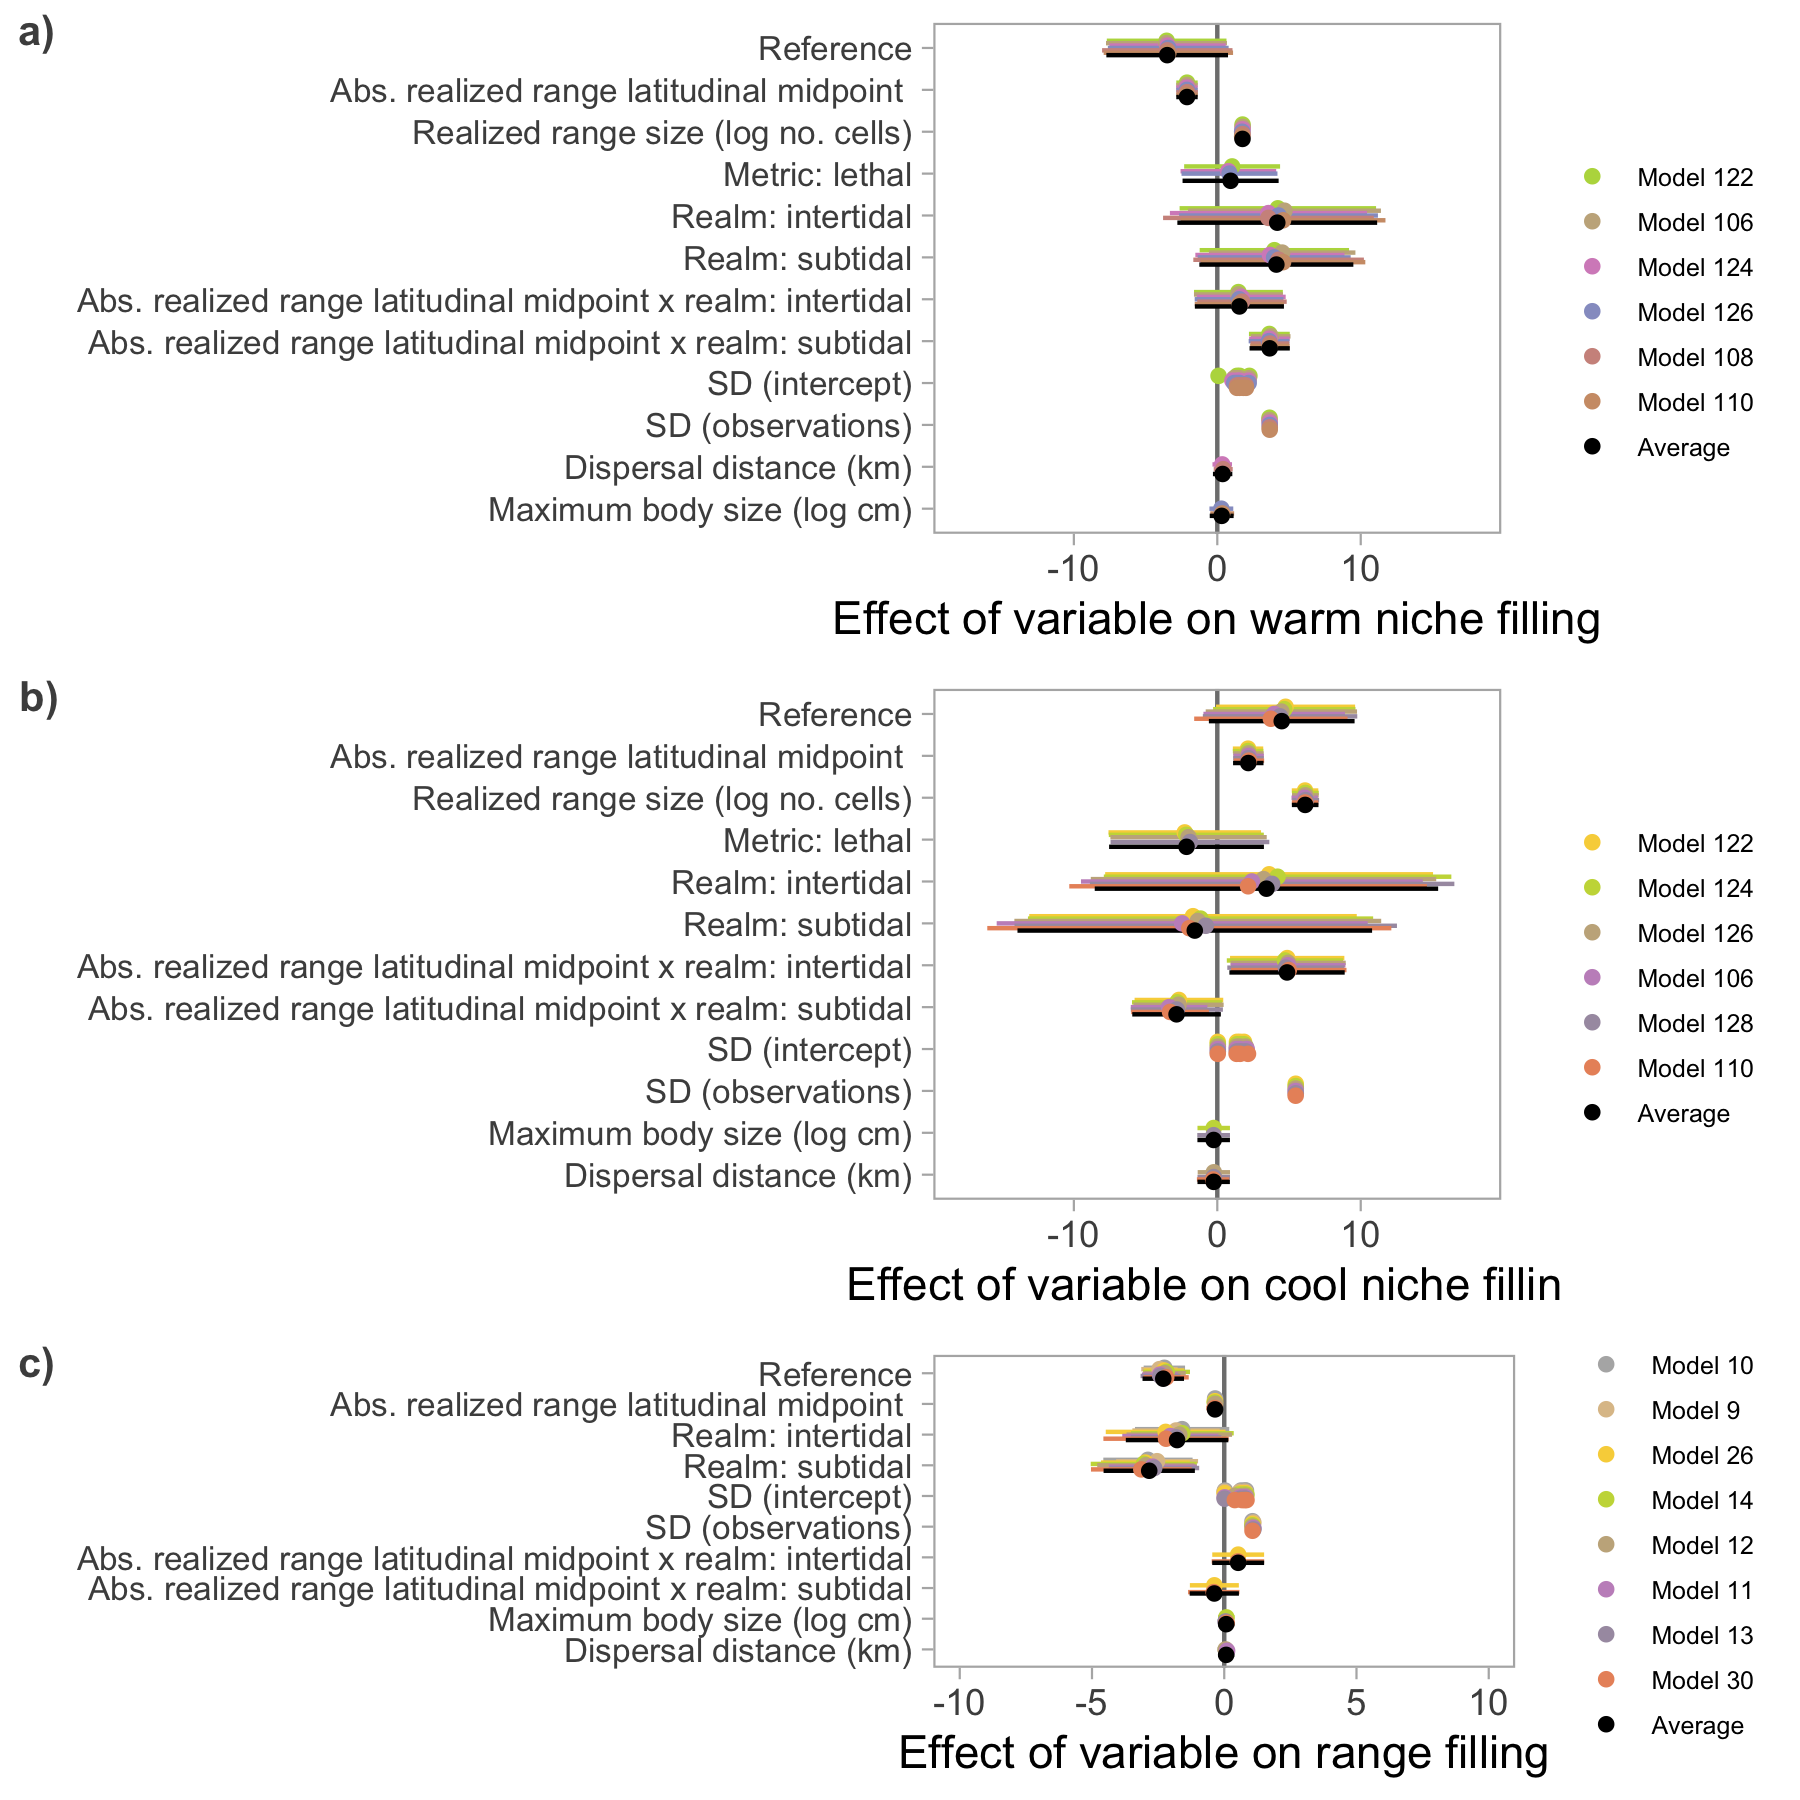 a)
Reference
Abs. realized range latitudinal midpoint
Realized range size (log no. cells)
Metric: lethal
Realm: intertidal
Realm: subtidal
Abs. realized range latitudinal midpoint x realm: intertidal
Abs. realized range latitudinal midpoint x realm: subtidal
SD (intercept)
SD (observations)
Dispersal distance (km)
Maximum body size (log cm)
-10 0 10
Effect of variable on warm niche filling
Model 122
Model 106
Model 124
Model 126
Model 108
Model 110
Average
b)
Reference
Abs. realized range latitudinal midpoint
Realized range size (log no. cells)
Metric: lethal
Realm: intertidal
Realm: subtidal
Abs. realized range latitudinal midpoint x realm: intertidal
Abs. realized range latitudinal midpoint x realm: subtidal
SD (intercept)
SD (observations)
Maximum body size (log cm)
Dispersal distance (km)
-10 0 10
Effect of variable on cool niche fillin
Model 122
Model 124
Model 126
Model 106
Model 128
Model 110
Average
c)
Reference
Abs. realized range latitudinal midpoint
Realm: intertidal
Realm: subtidal
SD (intercept)
SD (observations)
Abs. realized range latitudinal midpoint x realm: intertidal
Abs. realized range latitudinal midpoint x realm: subtidal
Maximum body size (log cm)
Dispersal distance (km)
-10 -5 0 5 10
Effect of variable on range filling
Model 10
Model 9
Model 26
Model 14
Model 12
Model 11
Model 13
Model 30
Average